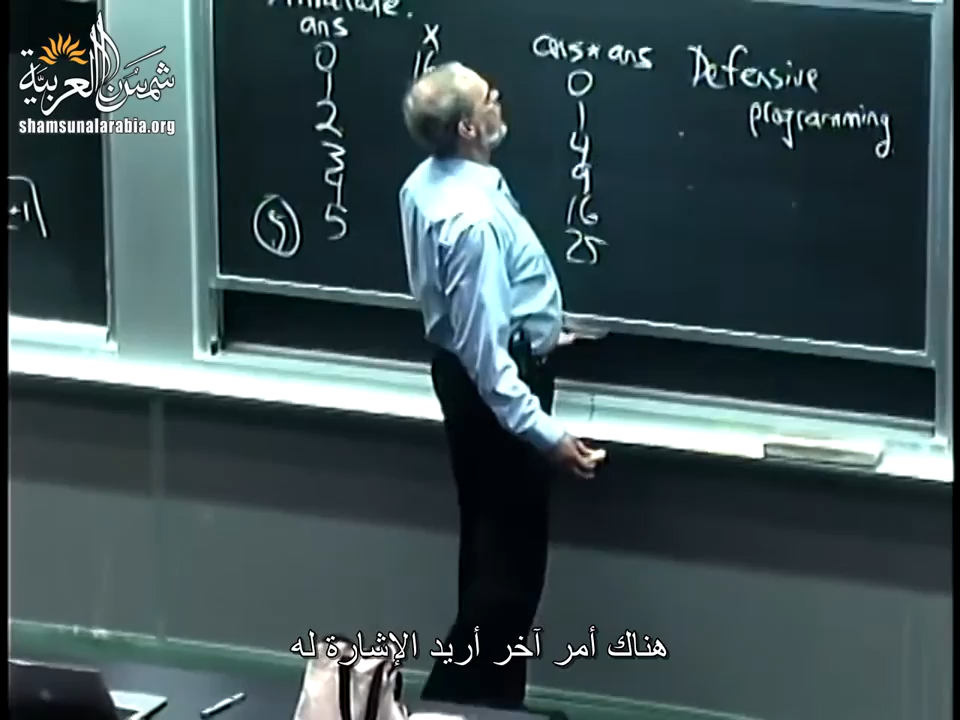 شمس العربية
shamsunalarabia.org
Simulate.
ans x ans*ans
0 16 0
1 1
2 4
3 9
4 16
5 25
5
Defensive
programming
هناك أمر آخر أريد الإشارة له